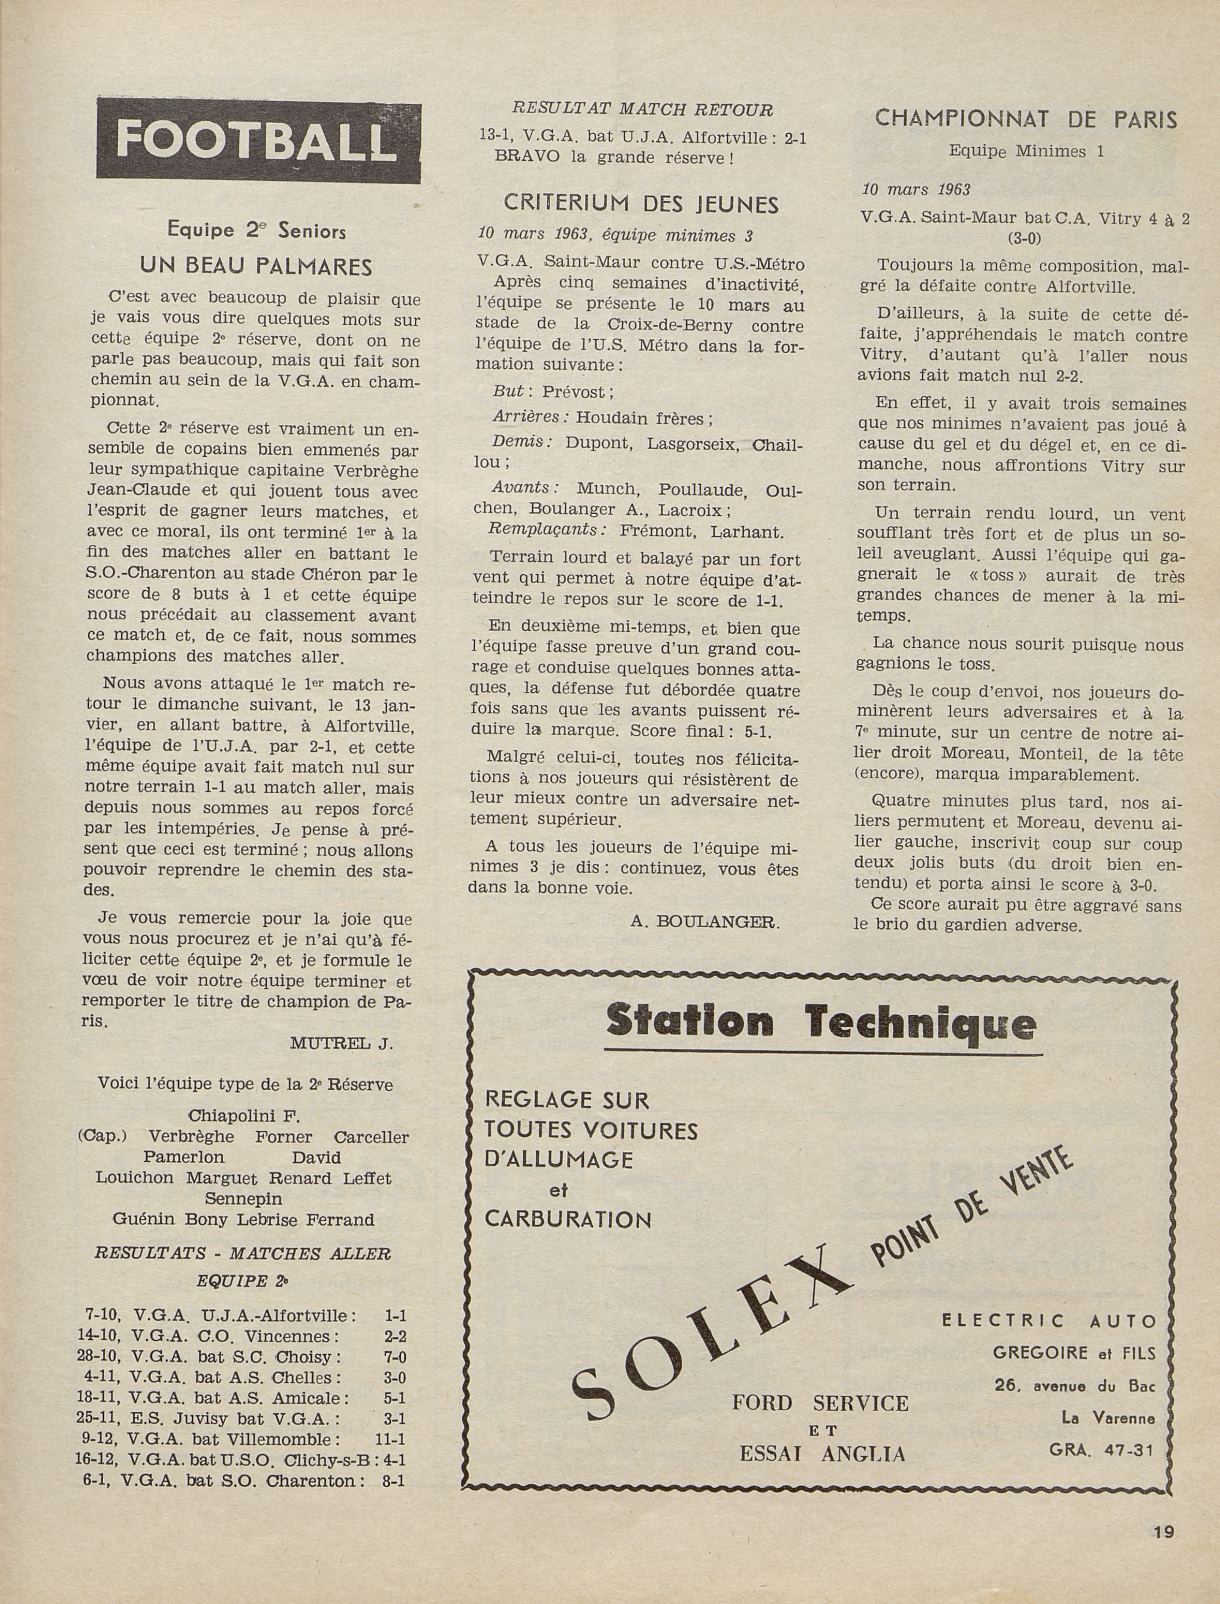 FOOTBALL
Equipe 2e Seniors
UN BEAU PALMARES
C'est avec beaucoup de plaisir que
je vais vous dire quelques mots sur
cette équipe 2e réserve, dont on ne
parle pas beaucoup, mais qui fait son
chemin au sein de la V.G.A. en cham-
pionnat.
Cette 2e réserve est vraiment un en-
semble de copains bien emmenés par
leur sympathique capitaine Verbrèghe
Jean-Claude et qui jouent tous avec
l'esprit de gagner leurs matches, et
avec ce moral, ils ont terminé 1er à la
fin des matches aller en battant le
S.O.-Charenton au stade Chéron par le
score de 8 buts à 1 et cette équipe
nous précédait au classement avant
ce match et, de ce fait, nous sommes
champions des matches aller.
Nous avons attaqué le 1er match re-
tour le dimanche suivant, le 13 jan-
vier, en allant battre, à Alfortville,
l'équipe de l'U.J.A. par 2-1, et cette
même équipe avait fait match nul sur
notre terrain 1-1 au match aller, mais
depuis nous sommes au repos forcé
par les intempéries. Je pense à pré-
sent que ceci est terminé ; nous allons
pouvoir reprendre le chemin des sta-
des.
Je vous remercie pour la joie que
vous nous procurez et je n'ai qu'à fé-
liciter cette équipe 2e, et je formule le
vœu de voir notre équipe terminer et
remporter le titre de champion de Pa-
ris.
MUTREL J.
Voici l'équipe type de la 2e Réserve
Chiapolini F.
(Cap.) Verbrèghe Forner Carceller
Pamerlon David
Louichon Marguet Renard Leffet
Sennepin
Guénin Bony Lebrise Ferrand
RESULTATS - MATCHES ALLER
EQUIPE 2e
7-10, V.G.A. U.J.A.-Alfortville : 1-1
14-10, V.G.A. C.O. Vincennes : 2-2
28-10, V.G.A. bat S.C. Choisy : 7-0
4-11, V.G.A. bat A.S. Chelles : 3-0
18-11, V.G.A. bat A.S. Amicale : 5-1
25-11, E.S. Juvisy bat V.G.A. : 3-1
9-12, V.G.A. bat Villemomble : 11-1
16-12, V.G.A. bat U.S.O. Clichy-s-B : 4-1
6-1, V.G.A. bat S.O. Charenton : 8-1
RESULTAT MATCH RETOUR
13-1, V.G.A. bat U.J.A. Alfortville : 2-1
BRAVO la grande réserve !
CRITERIUM DES JEUNES
10 mars 1963, équipe minimes 3
V.G.A. Saint-Maur contre U.S.-Métro
Après cinq semaines d'inactivité,
l'équipe se présente le 10 mars au
stade de la Croix-de-Berny contre
l'équipe de l'U.S. Métro dans la for-
mation suivante :
But : Prévost ;
Arrières : Houdain frères ;
Demis : Dupont, Lasgorseix, Chail-
lou ;
Avants : Munch, Poullaude, Oul-
chen, Boulanger A., Lacroix ;
Remplaçants : Frémont, Larhant.
Terrain lourd et balayé par un fort
vent qui permet à notre équipe d'at-
teindre le repos sur le score de 1-1.
En deuxième mi-temps, et bien que
l'équipe fasse preuve d'un grand cou-
rage et conduise quelques bonnes atta-
ques, la défense fut débordée quatre
fois sans que les avants puissent ré-
duire la marque. Score final : 5-1.
Malgré celui-ci, toutes nos félicita-
tions à nos joueurs qui résistèrent de
leur mieux contre un adversaire net-
tement supérieur.
A tous les joueurs de l'équipe mi-
nimes 3 je dis : continuez, vous êtes
dans la bonne voie.
A. BOULANGER.
CHAMPIONNAT DE PARIS
Equipe Minimes 1
10 mars 1963
V.G.A. Saint-Maur bat C.A. Vitry 4 à 2
(3-0)
Toujours la même composition, mal-
gré la défaite contre Alfortville.
D'ailleurs, à la suite de cette dé-
faite, j'appréhendais le match contre
Vitry, d'autant qu'à l'aller nous
avions fait match nul 2-2.
En effet, il y avait trois semaines
que nos minimes n'avaient pas joué à
cause du gel et du dégel et, en ce di-
manche, nous affrontions Vitry sur
son terrain.
Un terrain rendu lourd, un vent
soufflant très fort et de plus un so-
leil aveuglant. Aussi l'équipe qui ga-
gnerait le « toss » aurait de très
grandes chances de mener à la mi-
temps.
La chance nous sourit puisque nous
gagnions le toss.
Dès le coup d'envoi, nos joueurs do-
minèrent leurs adversaires et à la
7e minute, sur un centre de notre ai-
lier droit Moreau, Monteil, de la tête
(encore), marqua imparablement.
Quatre minutes plus tard, nos ai-
liers permutent et Moreau, devenu ai-
lier gauche, inscrivit coup sur coup
deux jolis buts (du droit bien en-
tendu) et porta ainsi le score à 3-0.
Ce score aurait pu être aggravé sans
le brio du gardien adverse.
Station Technique
REGLAGE SUR
TOUTES VOITURES
D'ALLUMAGE
et
CARBURATION
SOLEX POINT DE VENTE
FORD SERVICE
ET
ESSAI ANGLIA
ELECTRIC AUTO
GREGOIRE et FILS
26, avenue du Bac
La Varenne
GRA. 47-31
19